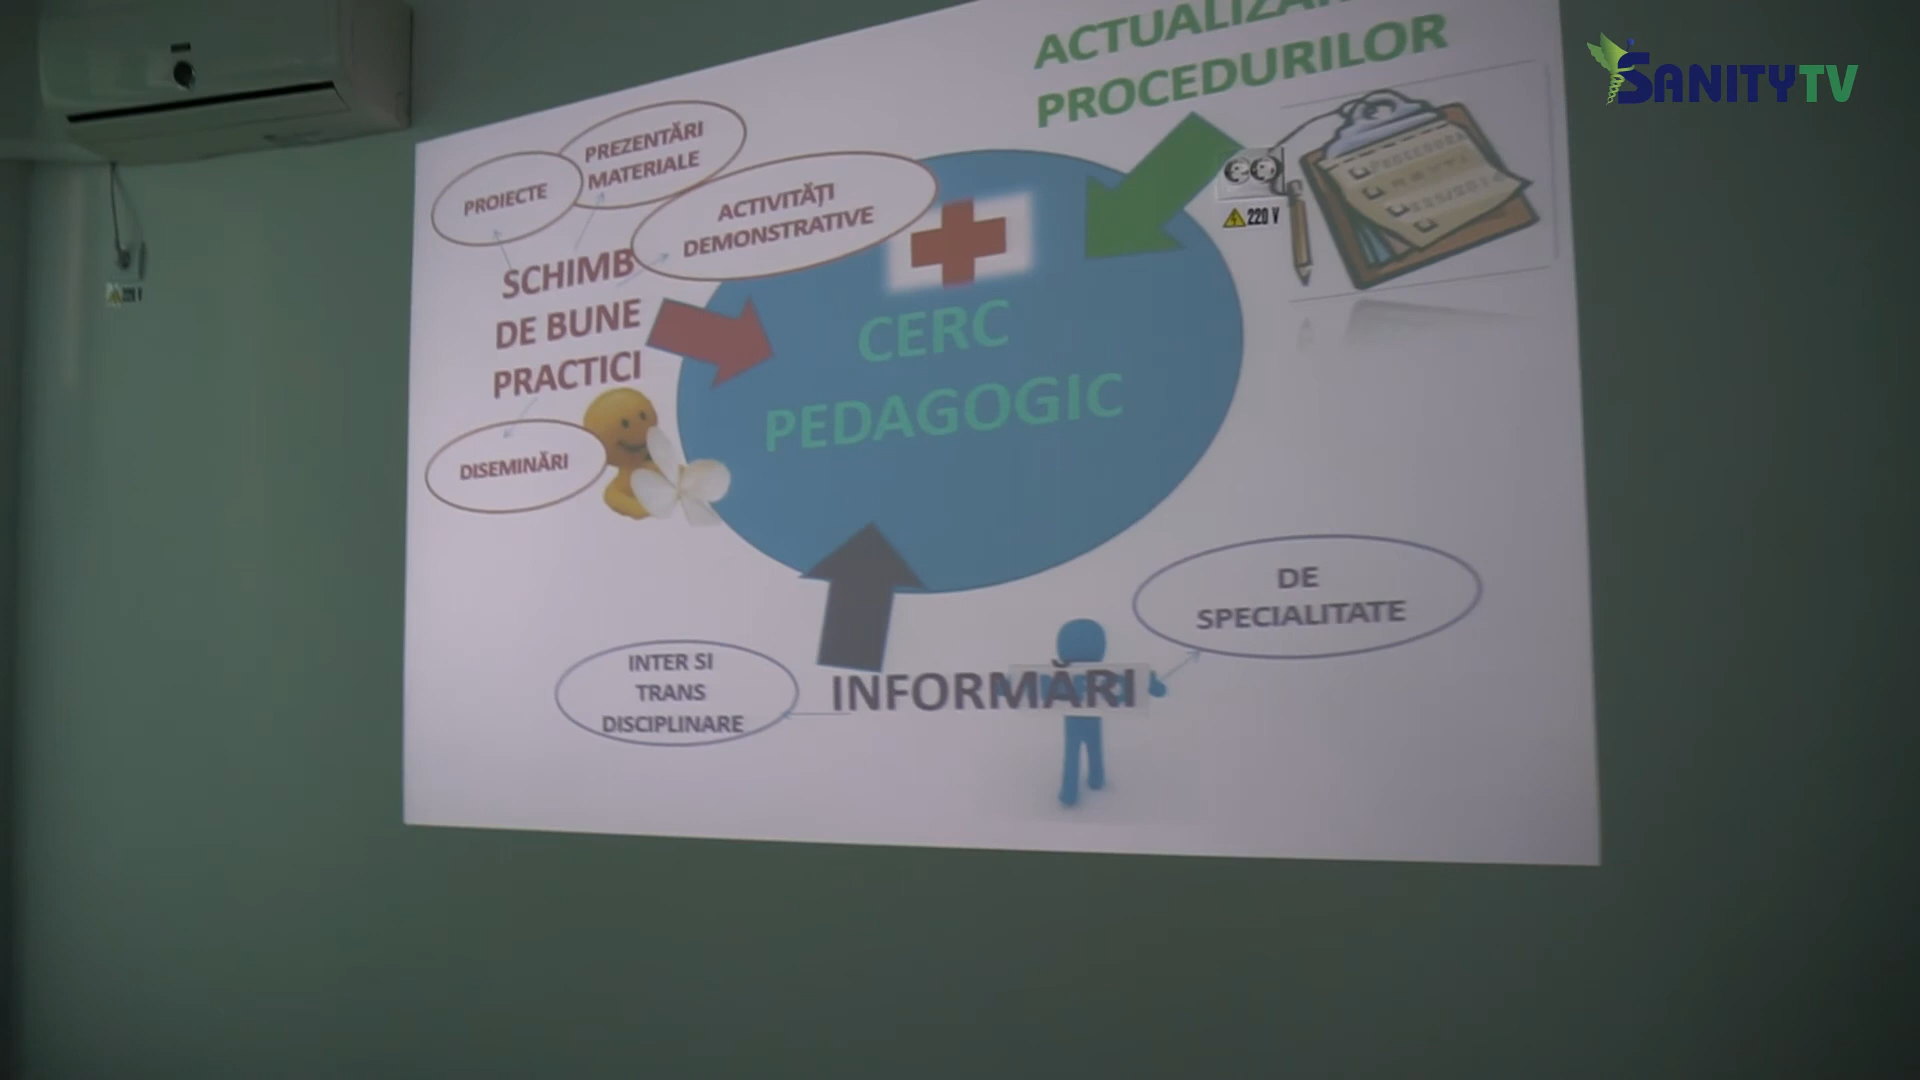 SANITYTV
PROCEDURILOR
PREZENTĂRI
MATERIALE
PROIECTE
ACTIVITĂȚI
DEMONSTRATIVE
220 V
SCHIMB
DE BUNE
PRACTICI
CERC
PEDAGOGIC
DISEMINĂRI
DE
SPECIALITATE
INTER SI
TRANS
DISCIPLINARE
INFORMĂRI